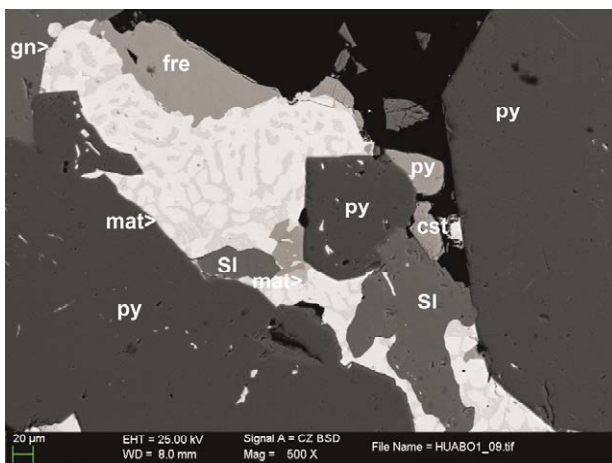 gn>
fre
py
py
mat>
py
cst
Sl
mat>
Sl
py
20 µm
EHT = 25.00 kV
WD = 8.0 mm
Signal A = CZ BSD
Mag = 500 X
File Name = HUABO1_09.tif